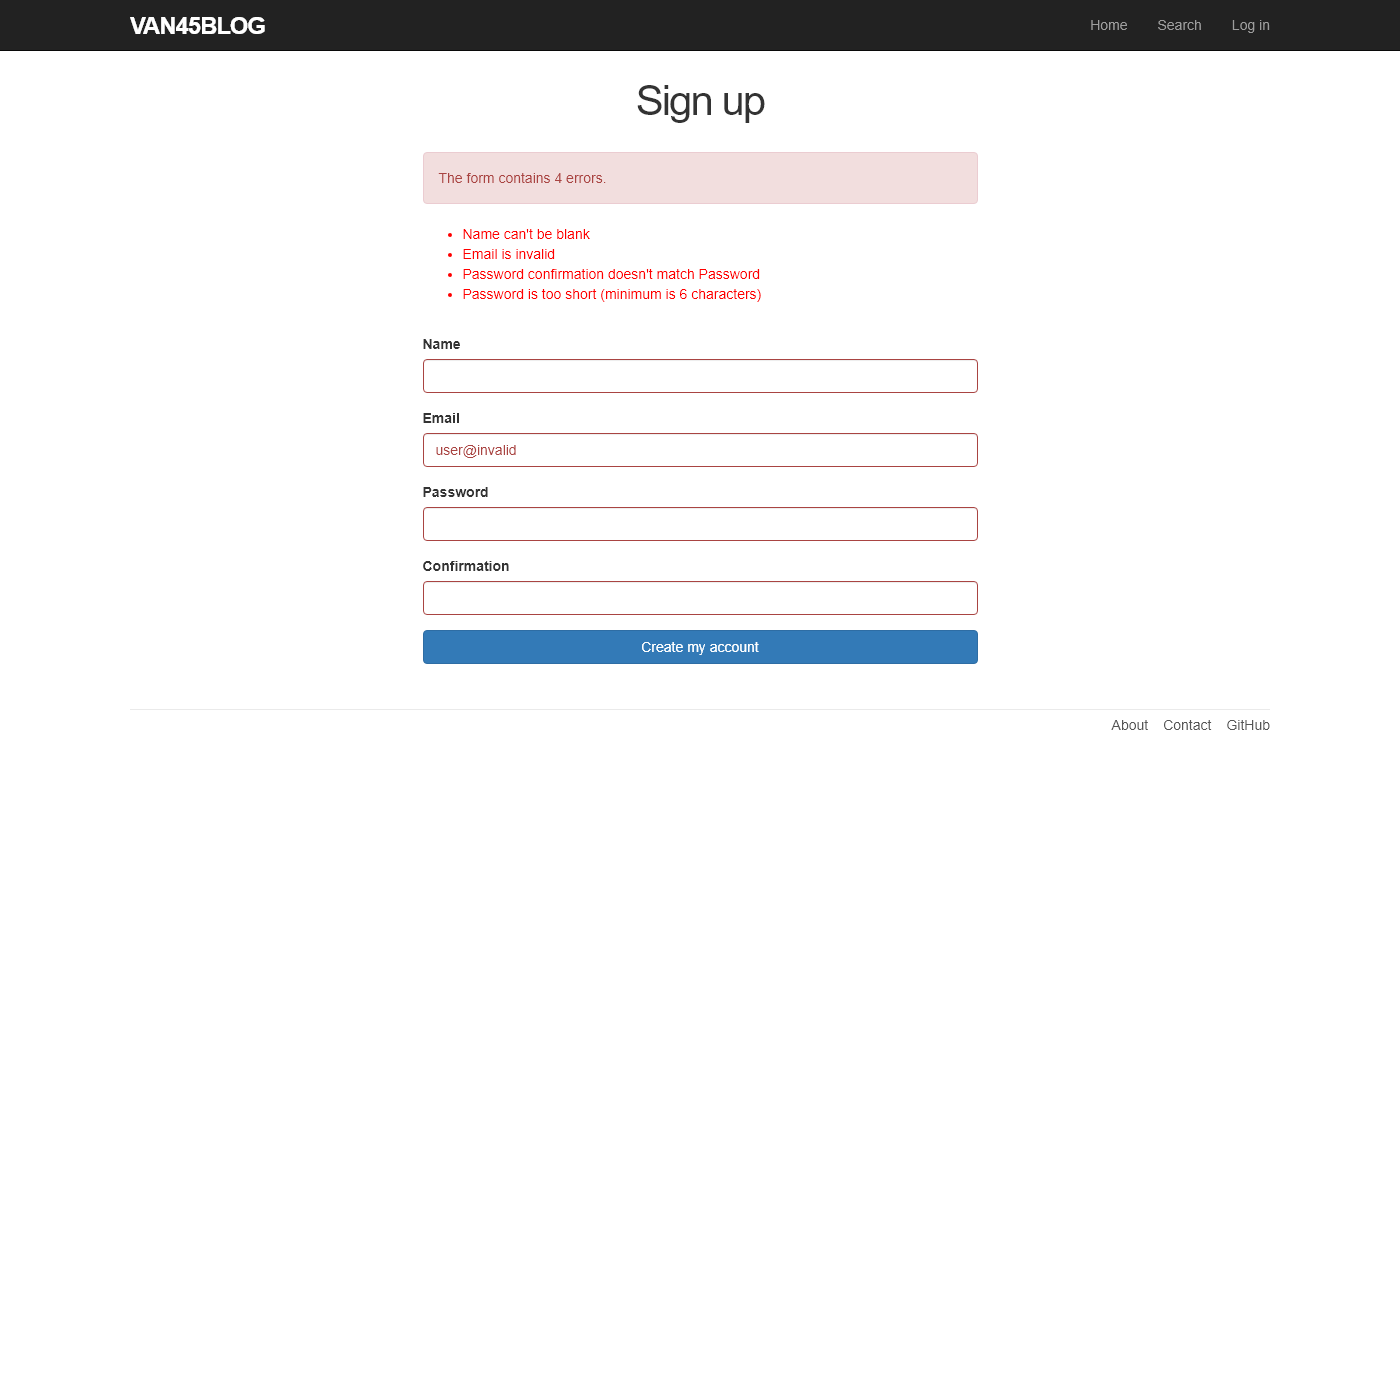 VAN45BLOG
Home Search Log in
Sign up
The form contains 4 errors.
Name can't be blank
Email is invalid
Password confirmation doesn't match Password
Password is too short (minimum is 6 characters)
Name
Email
user@invalid
Password
Confirmation
Create my account
About Contact GitHub